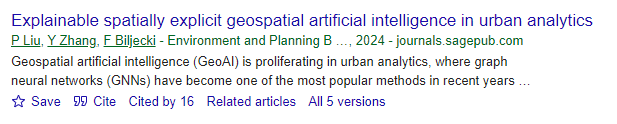 Explainable spatially explicit geospatial artificial intelligence in urban analytics
P Liu, Y Zhang, F Biljecki - Environment and Planning B …, 2024 - journals.sagepub.com
Geospatial artificial intelligence (GeoAI) is proliferating in urban analytics, where graph
neural networks (GNNs) have become one of the most popular methods in recent years …
Save Cite Cited by 16 Related articles All 5 versions